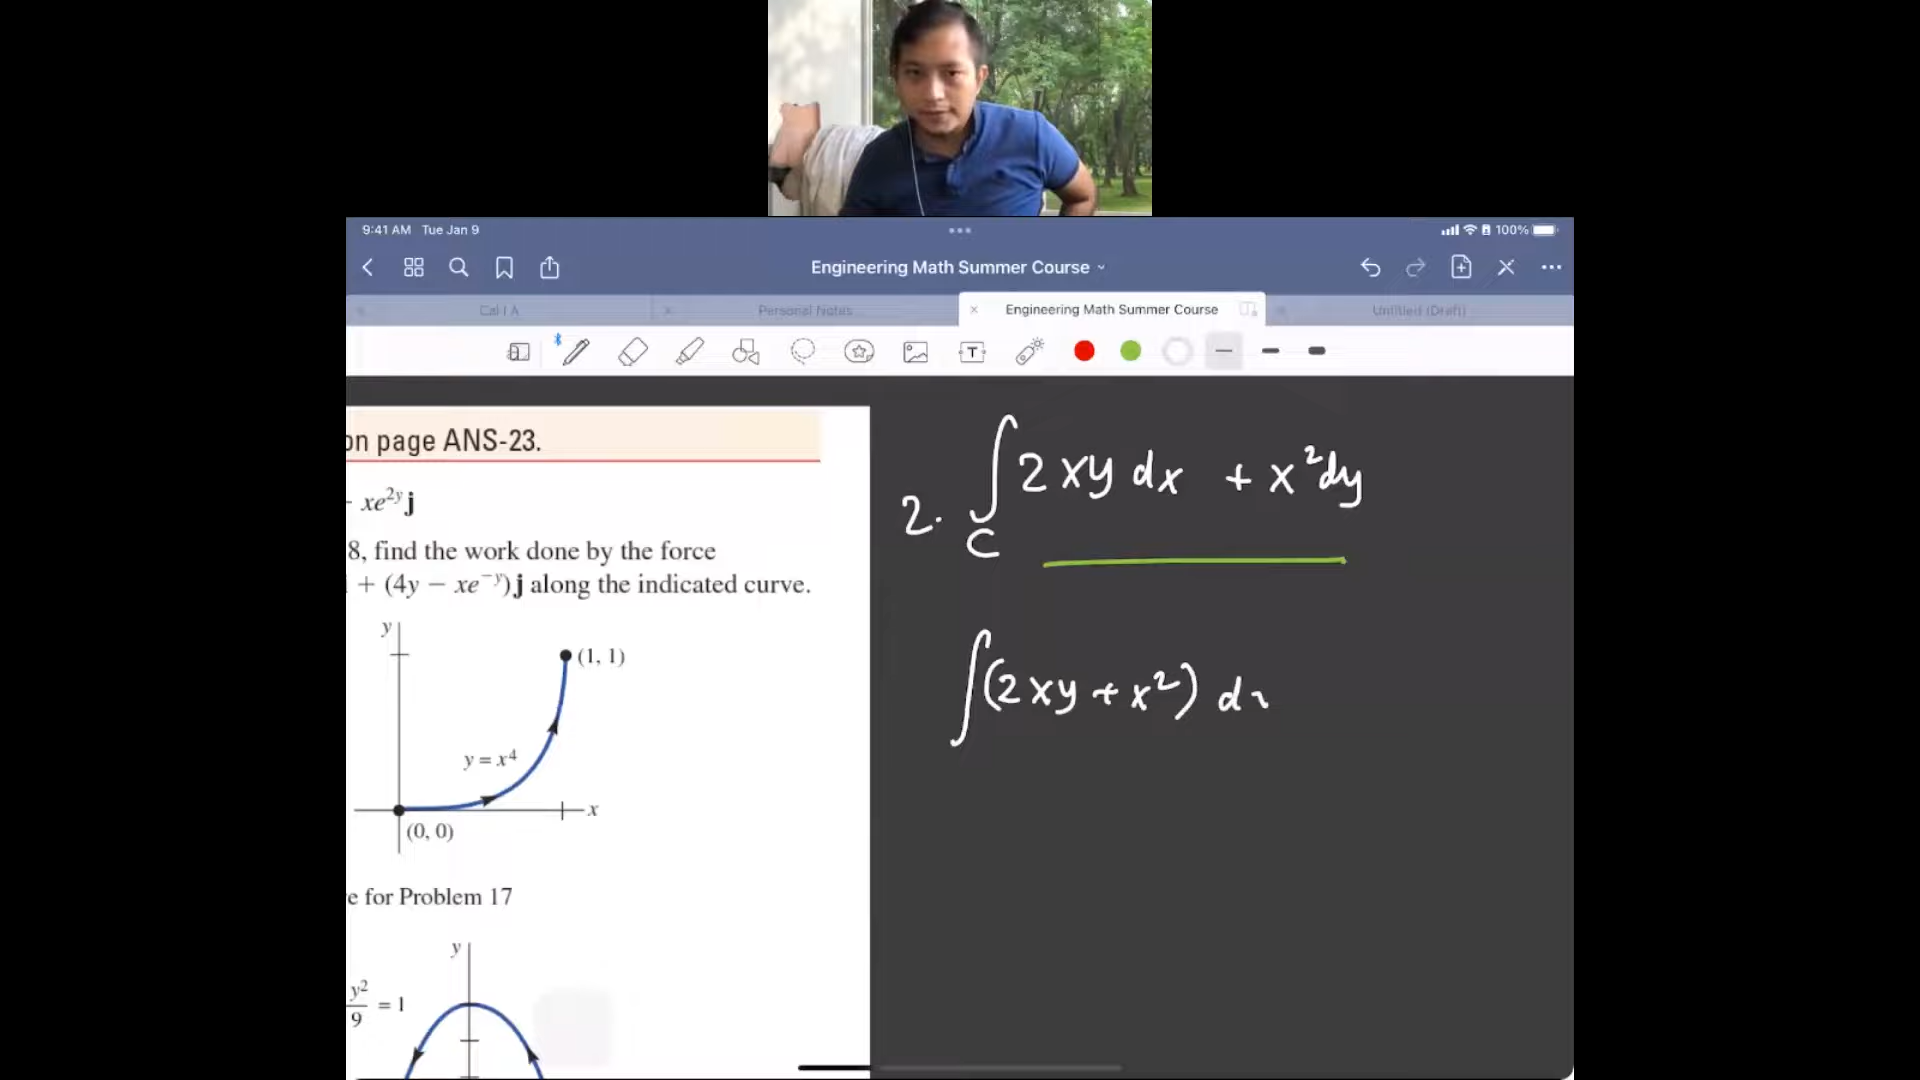 9:41 AM Tue Jan 9
100%
Engineering Math Summer Course
Cal I A
Personal Notes
Engineering Math Summer Course
Untitled (Draft)
T
on page ANS-23.
- xe^{2y} j
8, find the work done by the force
+ (4y − xe^{−y}) j along the indicated curve.
y
(1, 1)
y = x^4
x
(0, 0)
e for Problem 17
y
y^2/9 = 1
2. ∫_C 2xy dx + x^2 dy
∫(2xy + x^2) d